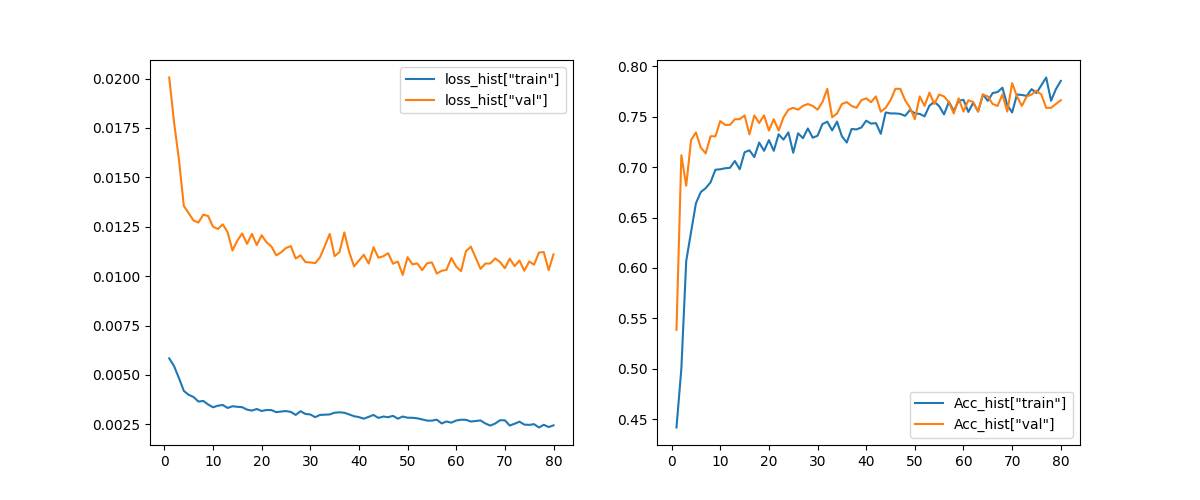 0.0200
0.0175
0.0150
0.0125
0.0100
0.0075
0.0050
0.0025
0 10 20 30 40 50 60 70 80
loss_hist["train"]
loss_hist["val"]
0.80
0.75
0.70
0.65
0.60
0.55
0.50
0.45
0 10 20 30 40 50 60 70 80
Acc_hist["train"]
Acc_hist["val"]